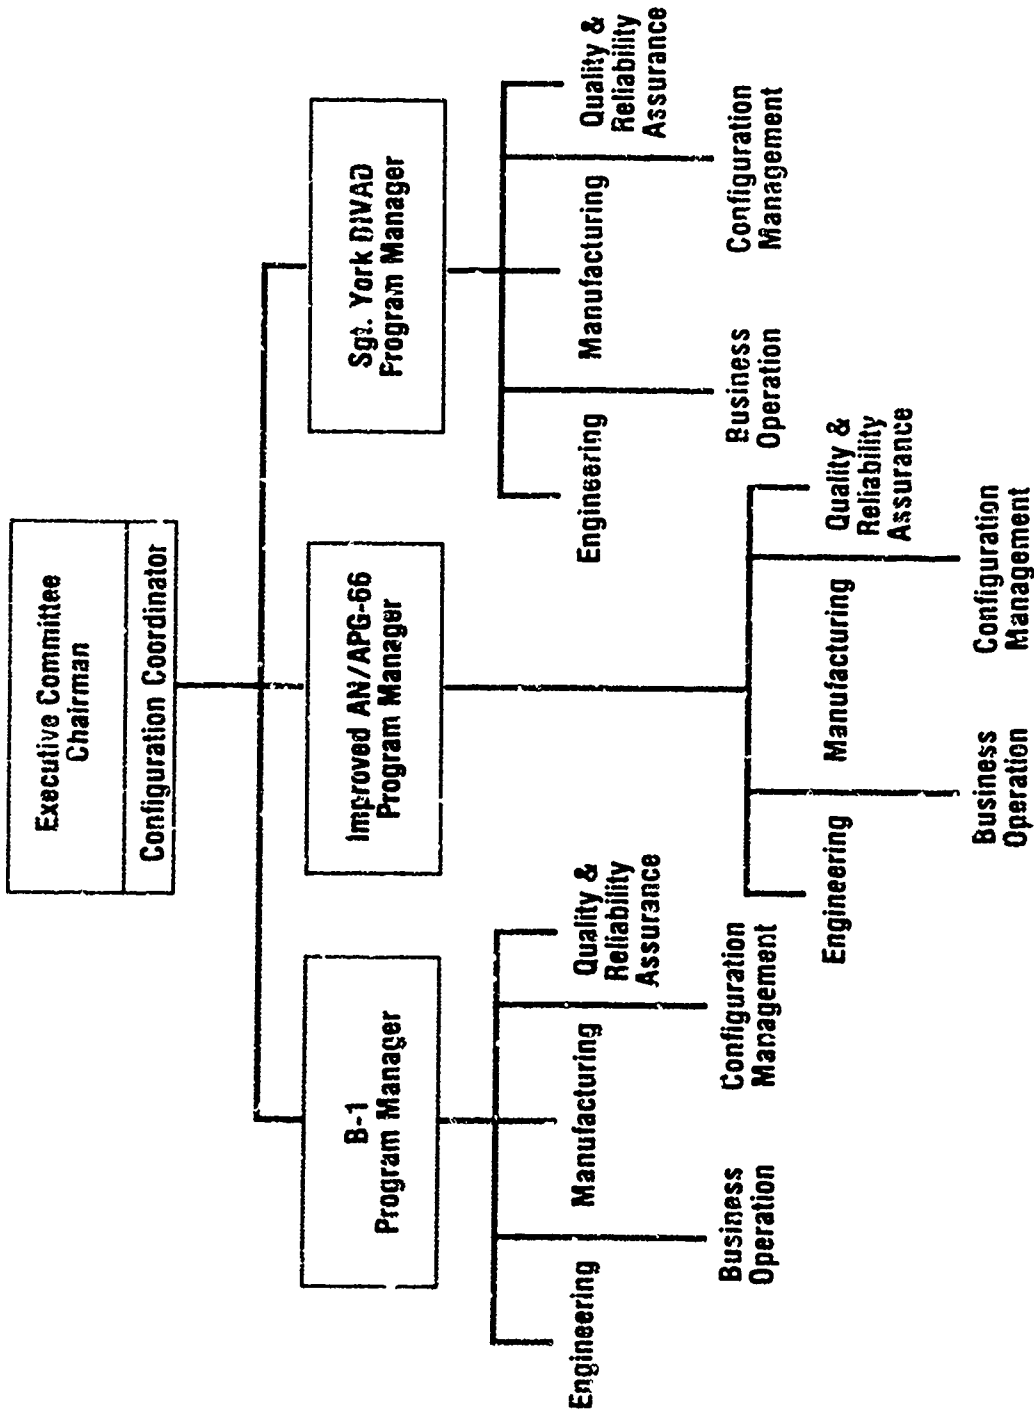 Executive Committee
Chairman
Configuration Coordinator
B-1
Program Manager
Improved AN/APG-66
Program Manager
Sgt. York DIVAD
Program Manager
Engineering
Business
Operation
Manufacturing
Configuration
Management
Quality &
Reliability
Assurance
Engineering
Business
Operation
Manufacturing
Configuration
Management
Quality &
Reliability
Assurance
Engineering
Business
Operation
Manufacturing
Configuration
Management
Quality &
Reliability
Assurance